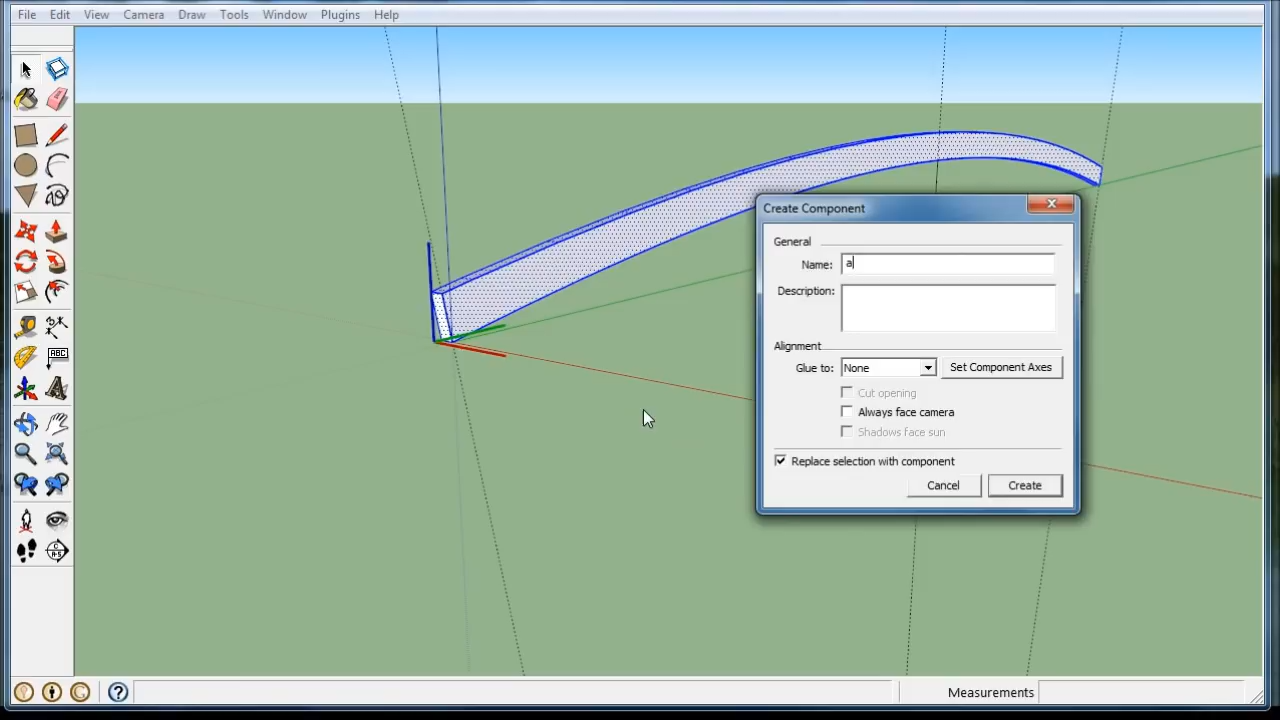 File Edit View Camera Draw Tools Window Plugins Help
ABC
A
Create Component
General
Name: a
Description:
Alignment
Glue to: None Set Component Axes
Cut opening
Always face camera
Shadows face sun
Replace selection with component
Cancel Create
? Measurements